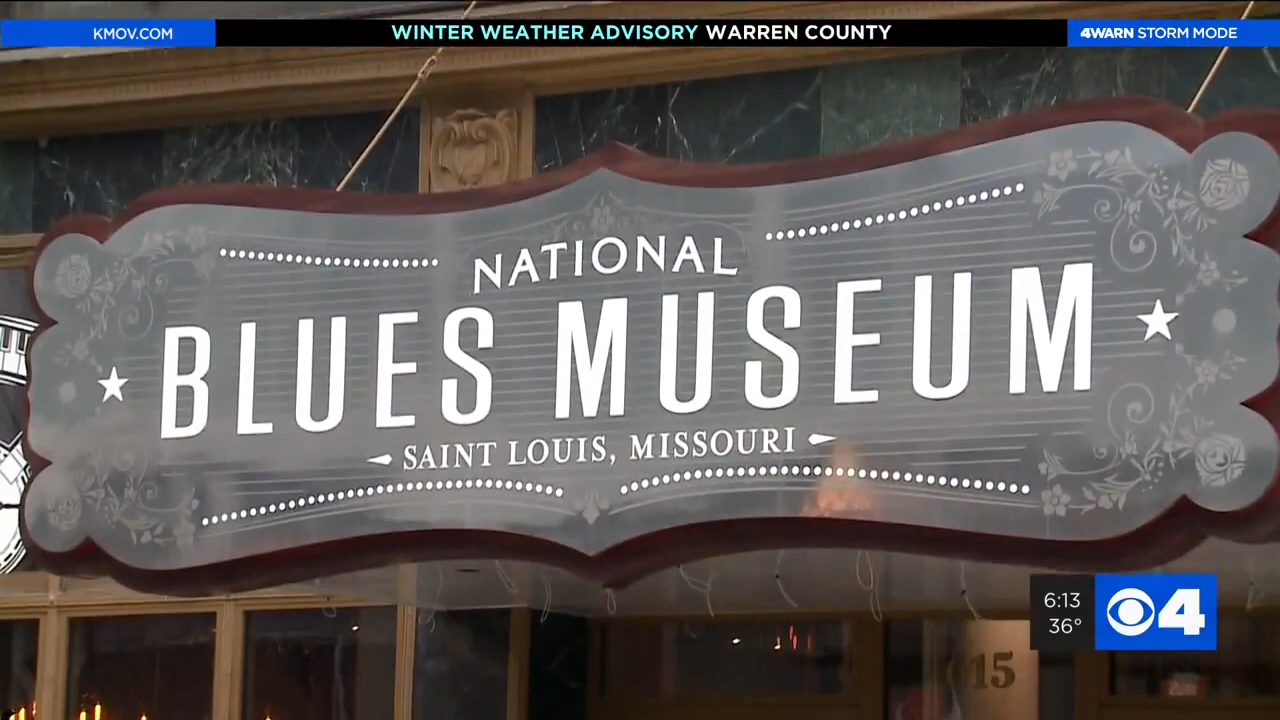 KMOV.COM
WINTER WEATHER ADVISORY WARREN COUNTY
4WARN STORM MODE
NATIONAL
BLUES MUSEUM
SAINT LOUIS, MISSOURI
6:13
36°
4